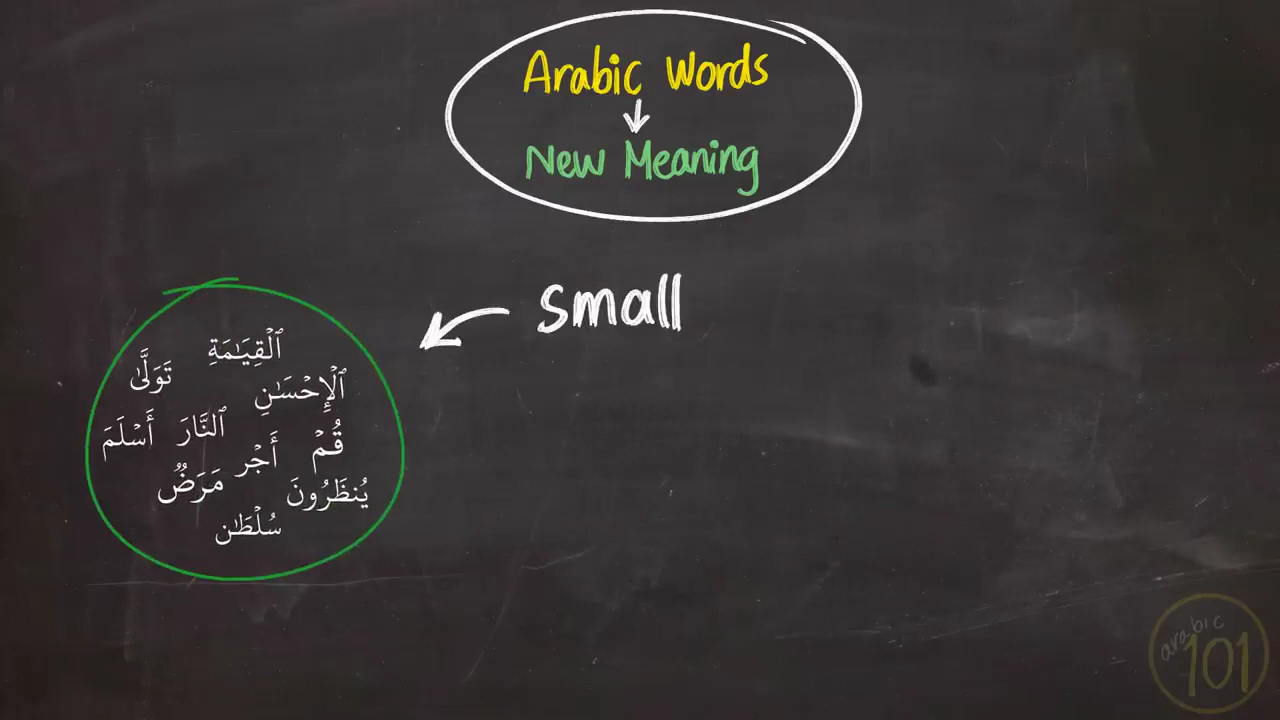 Arabic Words
↓
New Meaning
small
ٱلْقِيَـٰمَةِ
تَوَلَّىٰ
ٱلْإِحْسَـٰنِ
أَسْلَمَ ٱلنَّارَ
قُمْ
أَجْر
مَرَضٌ
يُنظَرُونَ
سُلْطَـٰن
arabic
101